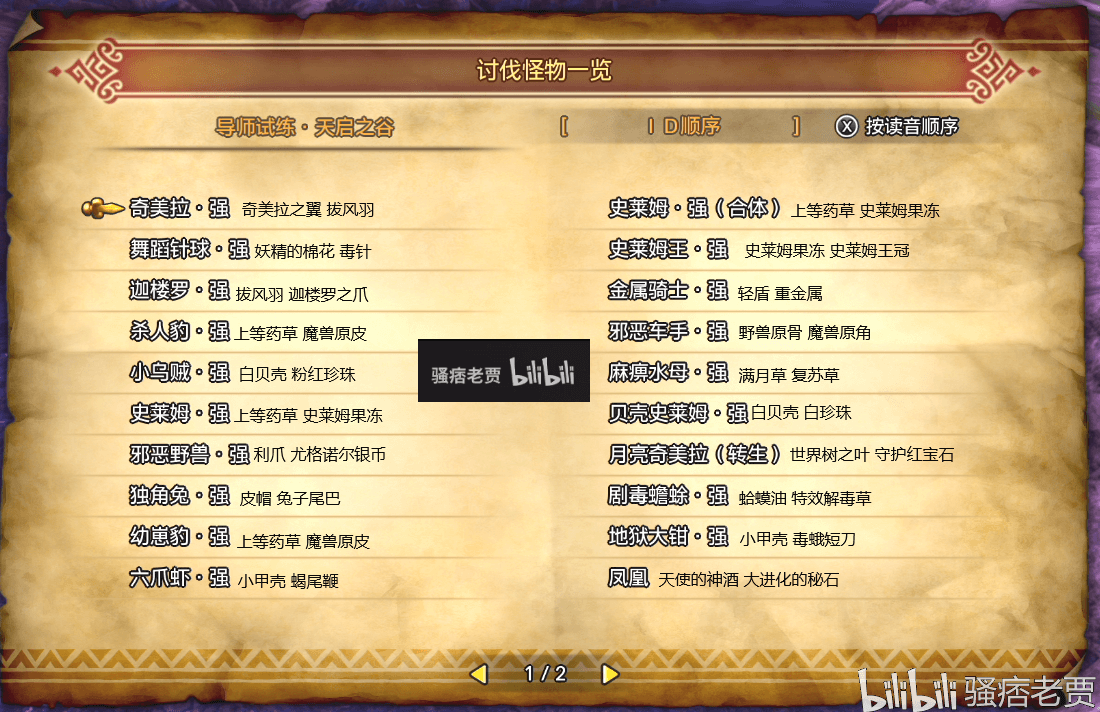 讨伐怪物一览
导师试练・天启之谷 [ ID顺序 ] X 按读音顺序
奇美拉・强 奇美拉之翼 拔风羽
舞蹈针球・强 妖精的棉花 毒针
迦楼罗・强 拔风羽 迦楼罗之爪
杀人豹・强 上等药草 魔兽原皮
小乌贼・强 白贝壳 粉红珍珠
史莱姆・强 上等药草 史莱姆果冻
邪恶野兽・强 利爪 尤格诺尔银币
独角兔・强 皮帽 兔子尾巴
幼崽豹・强 上等药草 魔兽原皮
六爪虾・强 小甲壳 蝎尾鞭
史莱姆・强（合体）上等药草 史莱姆果冻
史莱姆王・强 史莱姆果冻 史莱姆王冠
金属骑士・强 轻盾 重金属
邪恶车手・强 野兽原骨 魔兽原角
麻痹水母・强 满月草 复苏草
贝壳史莱姆・强 白贝壳 白珍珠
月亮奇美拉（转生）世界树之叶 守护红宝石
剧毒蟾蜍・强 蛤蟆油 特效解毒草
地狱大钳・强 小甲壳 毒蛾短刀
凤凰 天使的神酒 大进化的秘石
骚痞老贾 bilibili
1/2
bilibili 骚痞老贾